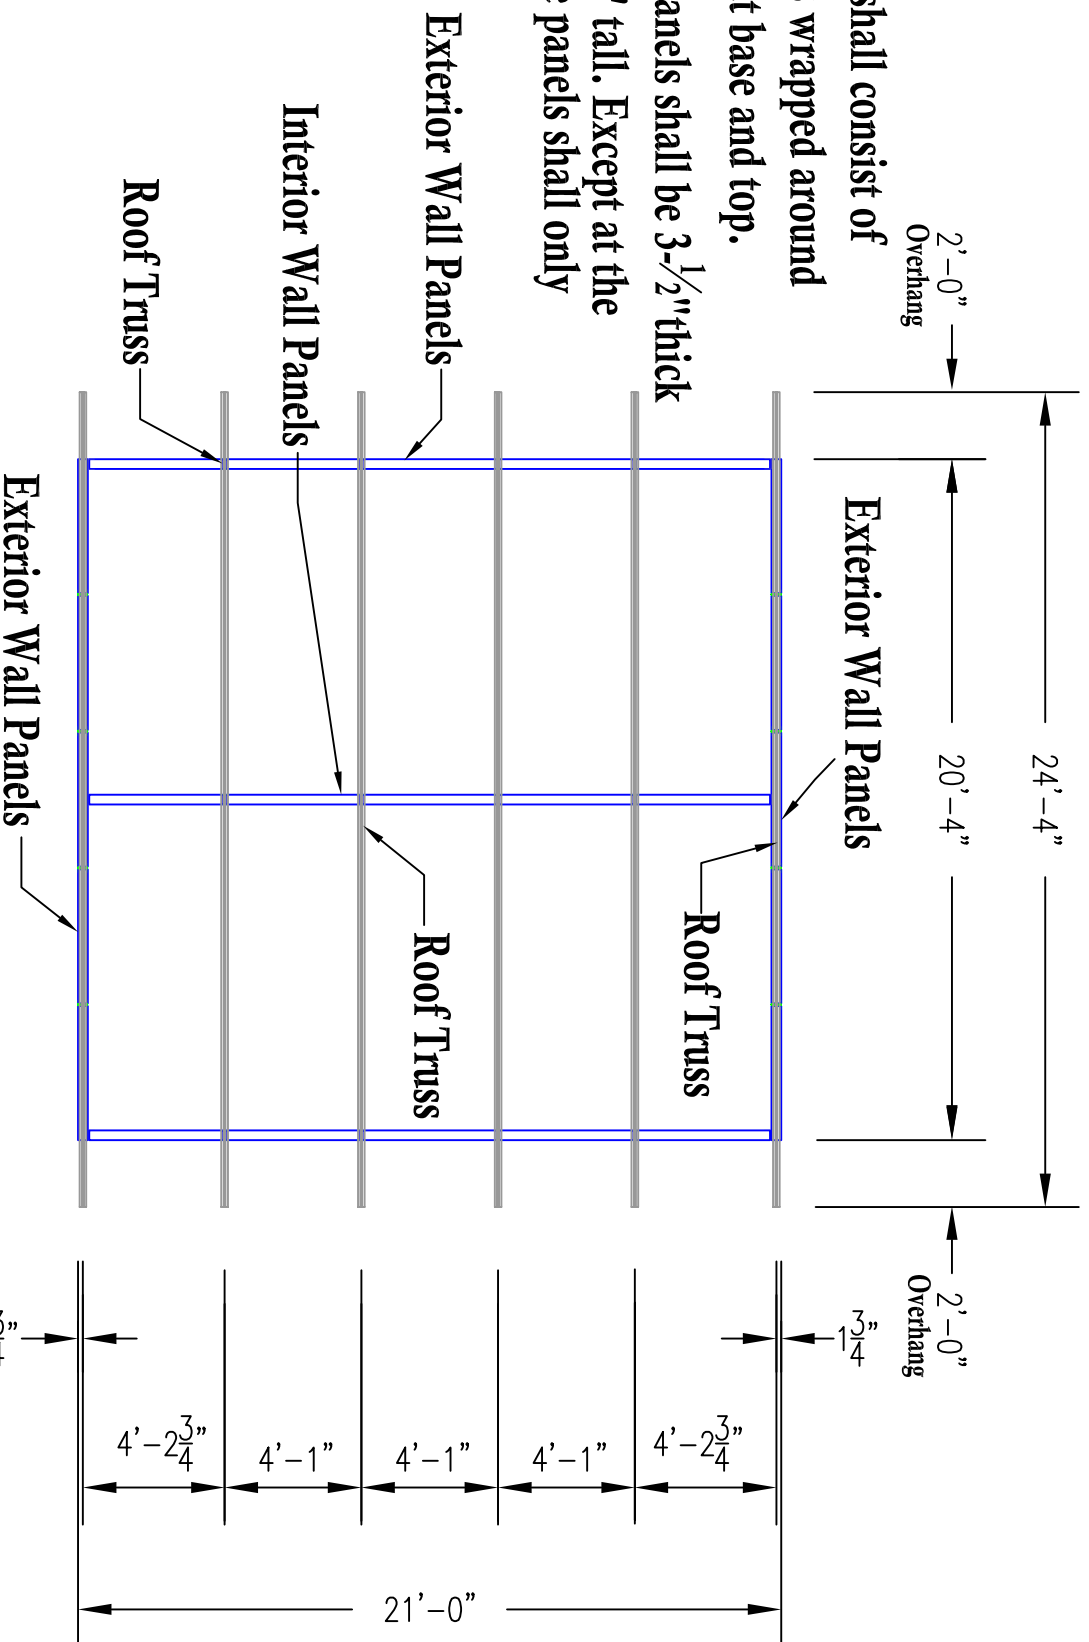 shall consist of
wrapped around
t base and top.
anels shall be 3-1/2" thick
" tall. Except at the
panels shall only
2'-0"
Overhang
24'-4"
20'-4"
2'-0"
Overhang
Exterior Wall Panels
Roof Truss
Roof Truss
Exterior Wall Panels
Interior Wall Panels
Roof Truss
Exterior Wall Panels
1 3/4"
4'-2 3/4"
4'-1"
4'-1"
4'-1"
4'-2 3/4"
21'-0"